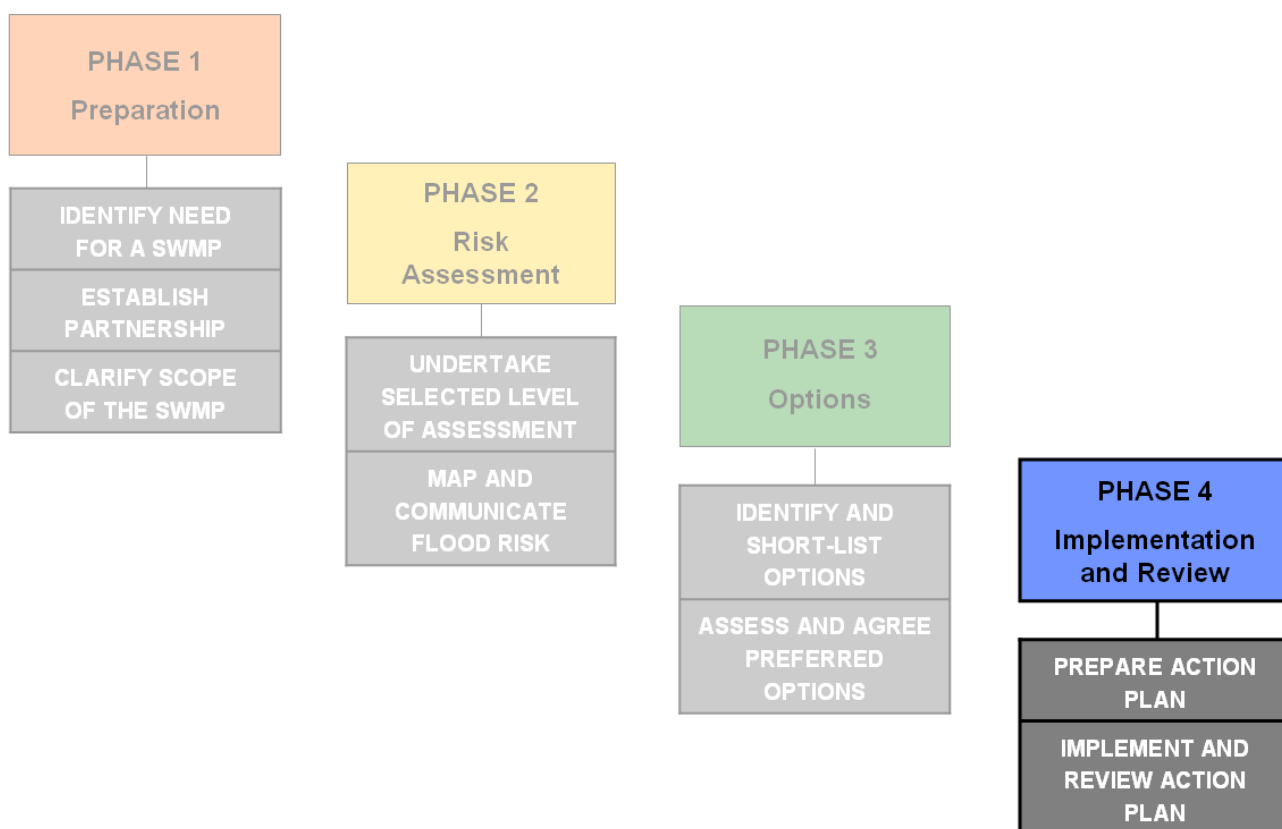 PHASE 1
Preparation
IDENTIFY NEED
FOR A SWMP
ESTABLISH
PARTNERSHIP
CLARIFY SCOPE
OF THE SWMP
PHASE 2
Risk
Assessment
UNDERTAKE
SELECTED LEVEL
OF ASSESSMENT
MAP AND
COMMUNICATE
FLOOD RISK
PHASE 3
Options
IDENTIFY AND
SHORT-LIST
OPTIONS
ASSESS AND AGREE
PREFERRED
OPTIONS
PHASE 4
Implementation
and Review
PREPARE ACTION
PLAN
IMPLEMENT AND
REVIEW ACTION
PLAN